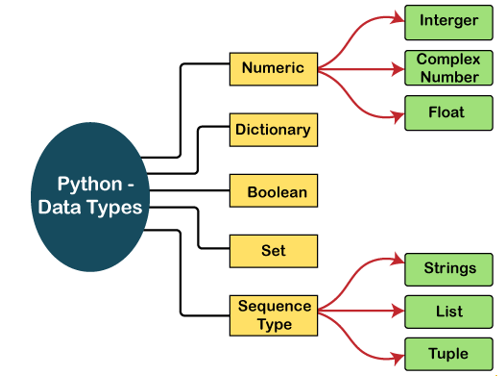 Python -
Data Types
Numeric
Dictionary
Boolean
Set
Sequence
Type
Interger
Complex
Number
Float
Strings
List
Tuple